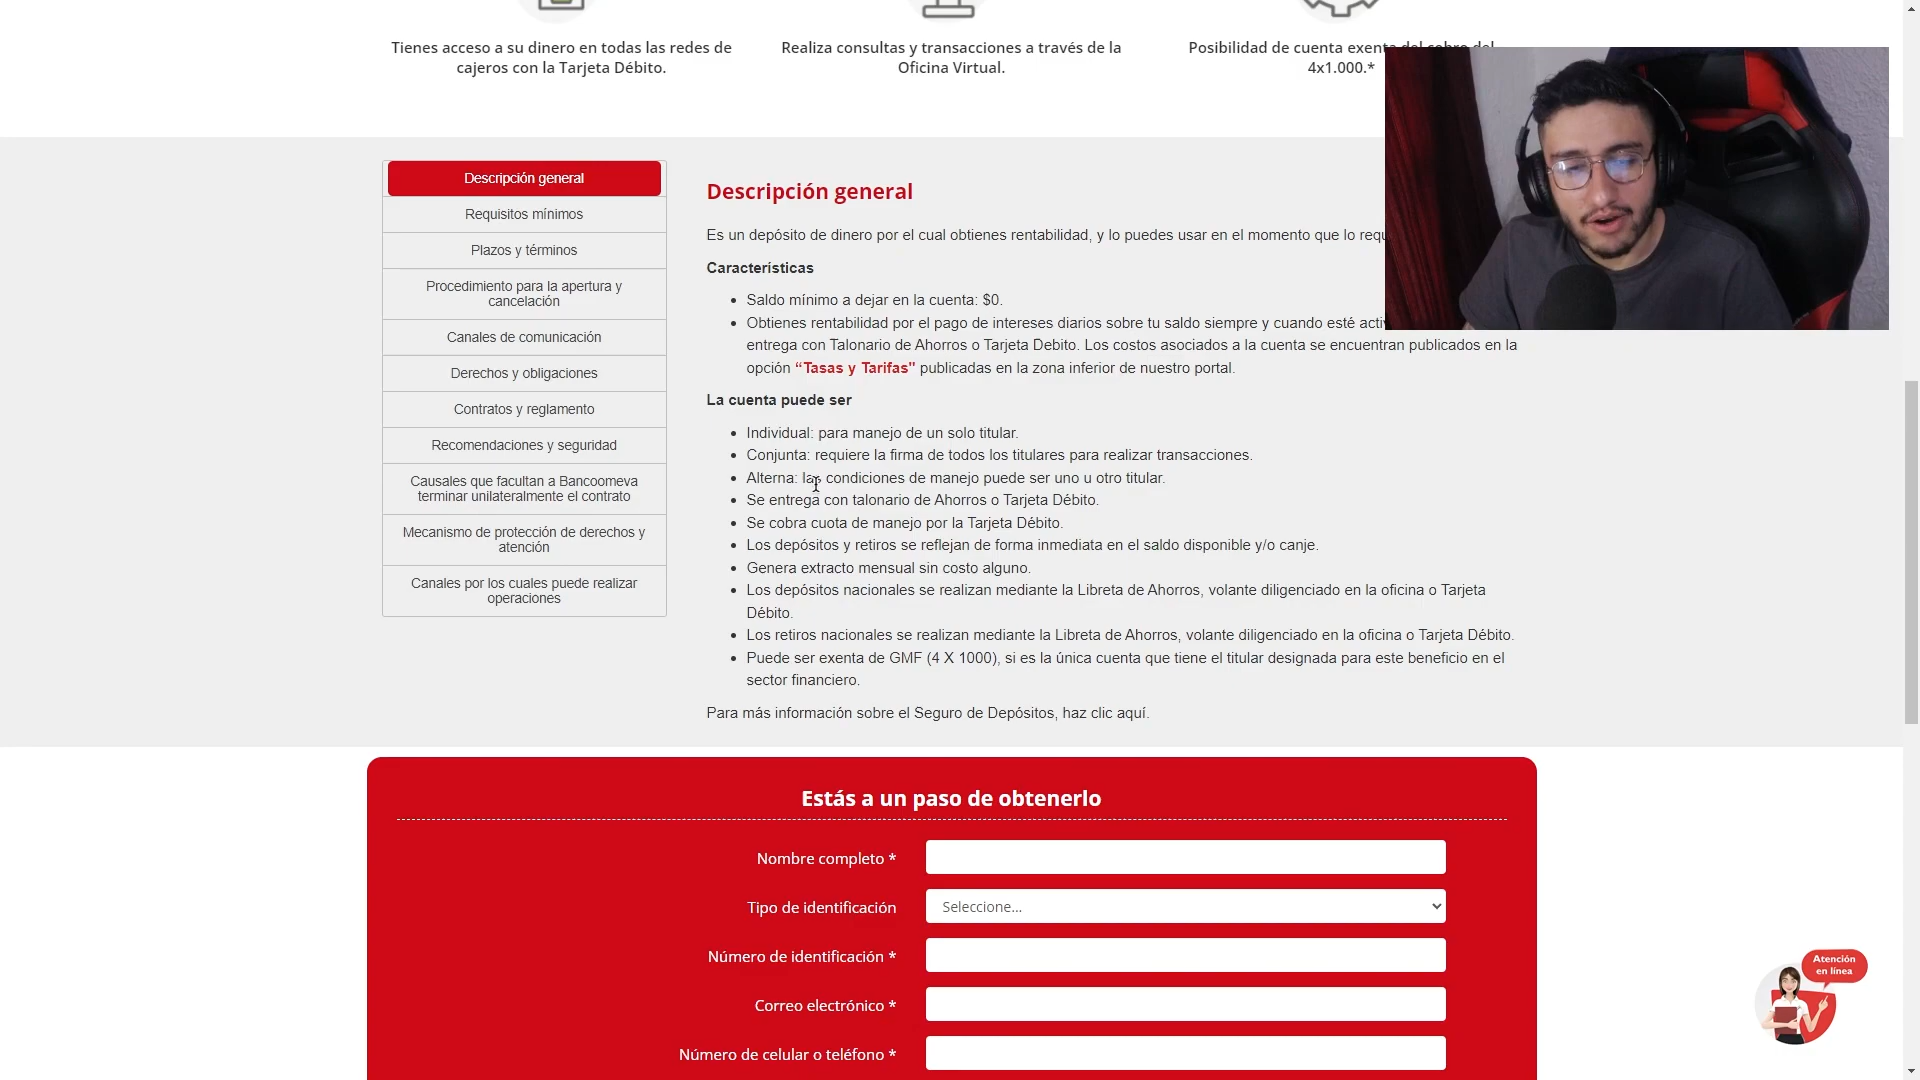 Tienes acceso a su dinero en todas las redes de
cajeros con la Tarjeta Débito.
Realiza consultas y transacciones a través de la
Oficina Virtual.
Posibilidad de cuenta exenta del cobro del
4x1.000.*
Descripción general
Requisitos mínimos
Plazos y términos
Procedimiento para la apertura y
cancelación
Canales de comunicación
Derechos y obligaciones
Contratos y reglamento
Recomendaciones y seguridad
Causales que facultan a Bancoomeva
terminar unilateralmente el contrato
Mecanismo de protección de derechos y
atención
Canales por los cuales puede realizar
operaciones
Descripción general
Es un depósito de dinero por el cual obtienes rentabilidad, y lo puedes usar en el momento que lo
Características
• Saldo mínimo a dejar en la cuenta: $0.
• Obtienes rentabilidad por el pago de intereses diarios sobre tu saldo siempre y cuando esté
entrega con Talonario de Ahorros o Tarjeta Debito. Los costos asociados a la cuenta se encuentran publicados en la
opción “Tasas y Tarifas" publicadas en la zona inferior de nuestro portal.
La cuenta puede ser
• Individual: para manejo de un solo titular.
• Conjunta: requiere la firma de todos los titulares para realizar transacciones.
• Alterna: las condiciones de manejo puede ser uno u otro titular.
• Se entrega con talonario de Ahorros o Tarjeta Débito.
• Se cobra cuota de manejo por la Tarjeta Débito.
• Los depósitos y retiros se reflejan de forma inmediata en el saldo disponible y/o canje.
• Genera extracto mensual sin costo alguno.
• Los depósitos nacionales se realizan mediante la Libreta de Ahorros, volante diligenciado en la oficina o Tarjeta
Débito.
• Los retiros nacionales se realizan mediante la Libreta de Ahorros, volante diligenciado en la oficina o Tarjeta Débito.
• Puede ser exenta de GMF (4 X 1000), si es la única cuenta que tiene el titular designada para este beneficio en el
sector financiero.
Para más información sobre el Seguro de Depósitos, haz clic aquí.
Estás a un paso de obtenerlo
Nombre completo *
Tipo de identificación
Seleccione...
Número de identificación *
Correo electrónico *
Número de celular o teléfono *
Atención
en línea